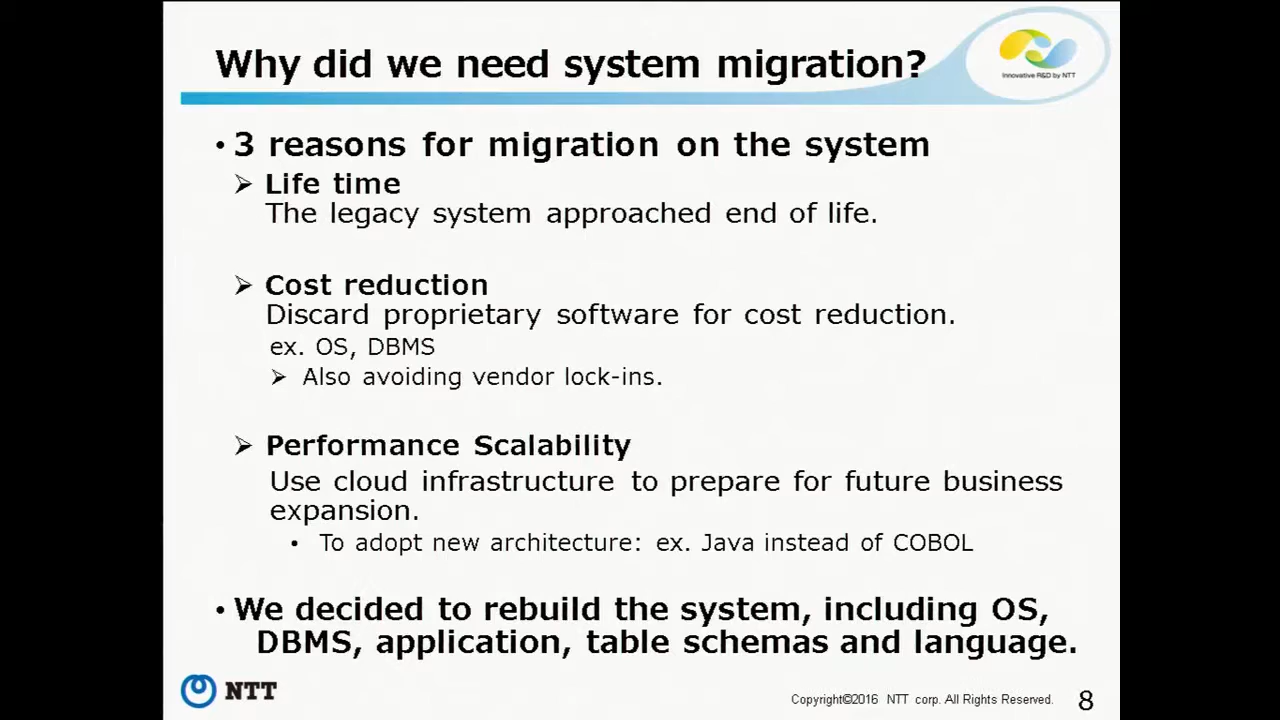 Why did we need system migration?
Innovative R&D by NTT
• 3 reasons for migration on the system
➢ Life time
The legacy system approached end of life.
➢ Cost reduction
Discard proprietary software for cost reduction.
ex. OS, DBMS
➢ Also avoiding vendor lock-ins.
➢ Performance Scalability
Use cloud infrastructure to prepare for future business
expansion.
• To adopt new architecture: ex. Java instead of COBOL
• We decided to rebuild the system, including OS,
DBMS, application, table schemas and language.
NTT
Copyright©2016 NTT corp. All Rights Reserved.
8